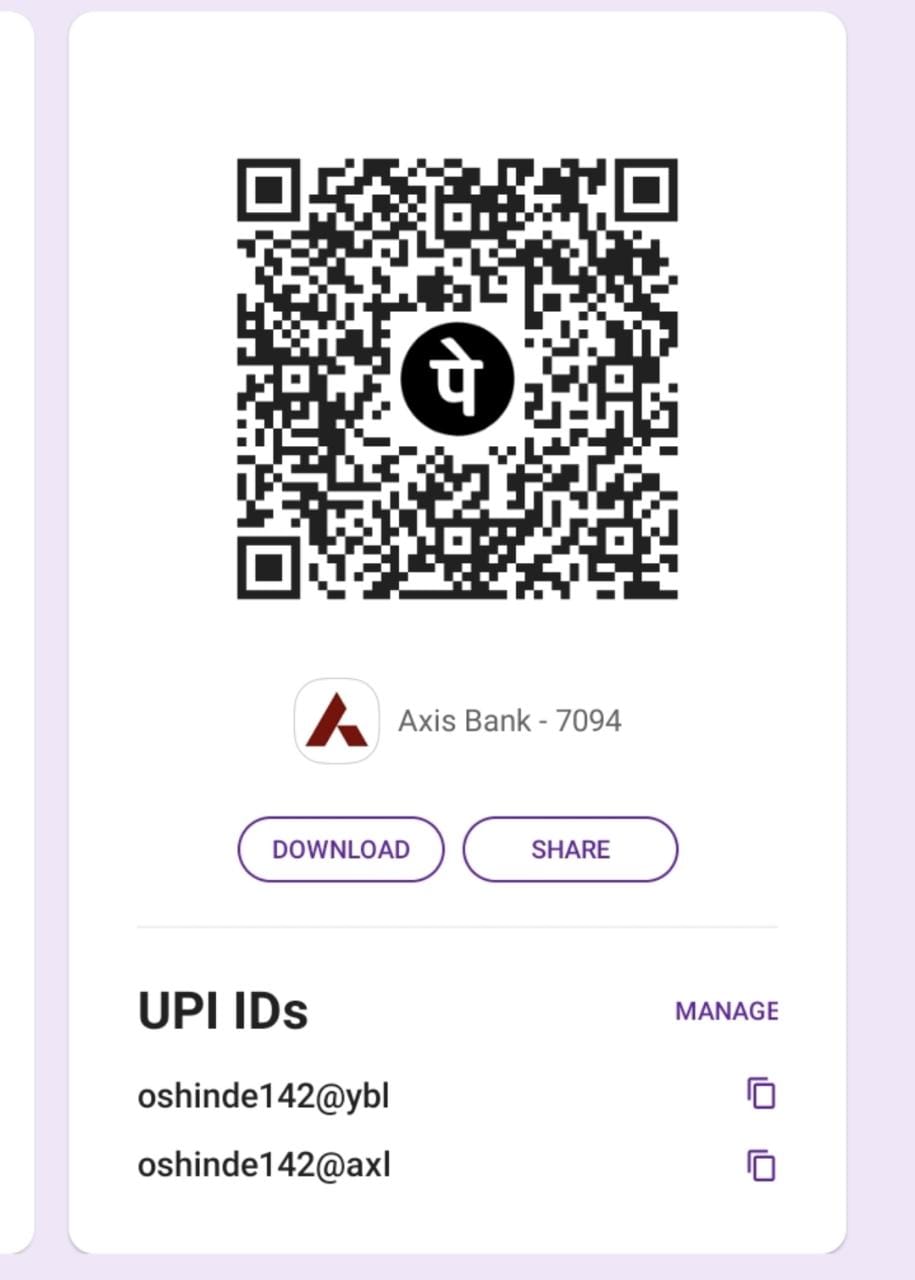 पे
Axis Bank - 7094
DOWNLOAD SHARE
UPI IDs MANAGE
oshinde142@ybl
oshinde142@axl